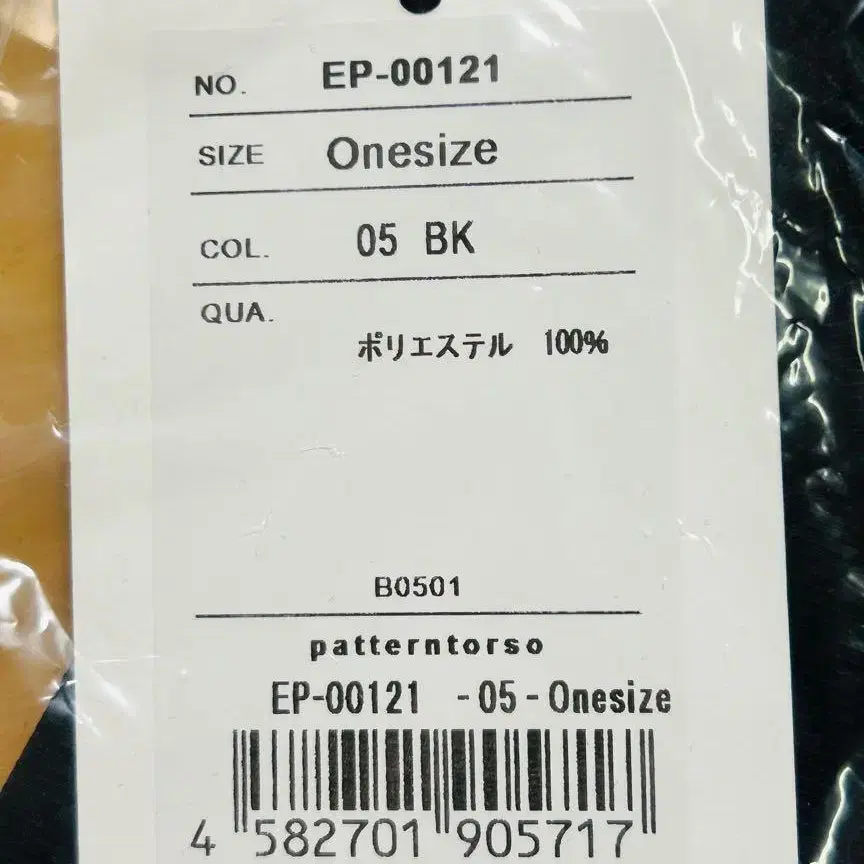 NO. EP-00121
SIZE Onesize
COL. 05 BK
QUA.
ポリエステル 100%
B0501
patterntorso
EP-00121 -05-Onesize
4 582701 905717